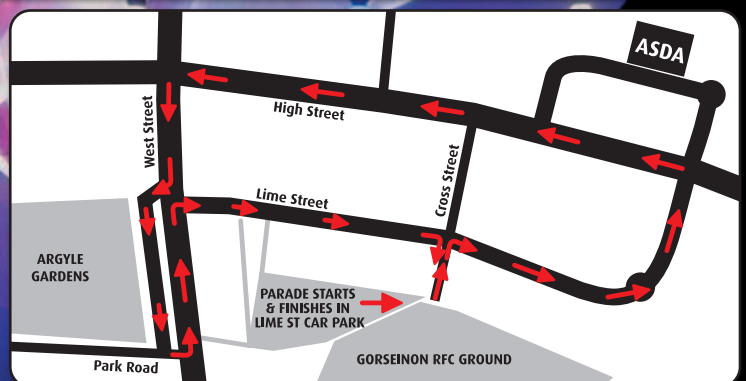 ASDA
High Street
West Street
Cross Street
Lime Street
ARGYLE
GARDENS
PARADE STARTS
& FINISHES IN
LIME ST CAR PARK
GORSEINON RFC GROUND
Park Road